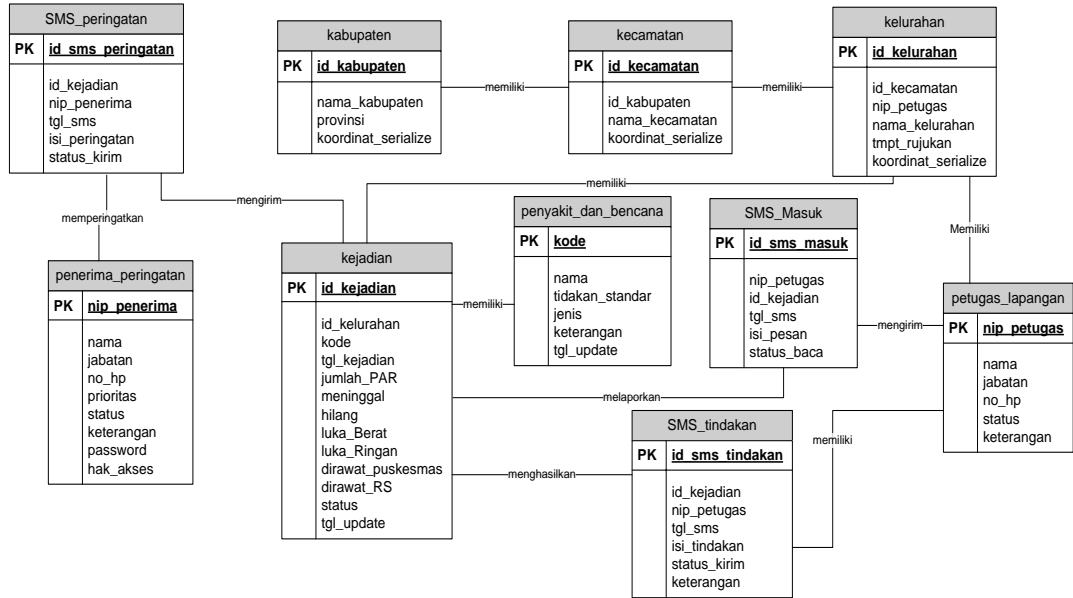 SMS_peringatan
PK id_sms_peringatan
id_kejadian
nip_penerima
tgl_sms
isi_peringatan
status_kirim
kabupaten
PK id_kabupaten
nama_kabupaten
provinsi
koordinat_serialize
memiliki
kecamatan
PK id_kecamatan
id_kabupaten
nama_kecamatan
koordinat_serialize
memiliki
kelurahan
PK id_kelurahan
id_kecamatan
nip_petugas
nama_kelurahan
tmpt_rujukan
koordinat_serialize
memiliki
mengirim
memperingatkan
Memiliki
penerima_peringatan
PK nip_penerima
nama
jabatan
no_hp
prioritas
status
keterangan
password
hak_akses
kejadian
PK id_kejadian
id_kelurahan
kode
tgl_kejadian
jumlah_PAR
meninggal
hilang
luka_Berat
luka_Ringan
dirawat_puskesmas
dirawat_RS
status
tgl_update
memiliki
penyakit_dan_bencana
PK kode
nama
tidakan_standar
jenis
keterangan
tgl_update
SMS_Masuk
PK id_sms_masuk
nip_petugas
id_kejadian
tgl_sms
isi_pesan
status_baca
mengirim
petugas_lapangan
PK nip_petugas
nama
jabatan
no_hp
status
keterangan
melaporkan
menghasilkan
memiliki
SMS_tindakan
PK id_sms_tindakan
id_kejadian
nip_petugas
tgl_sms
isi_tindakan
status_kirim
keterangan